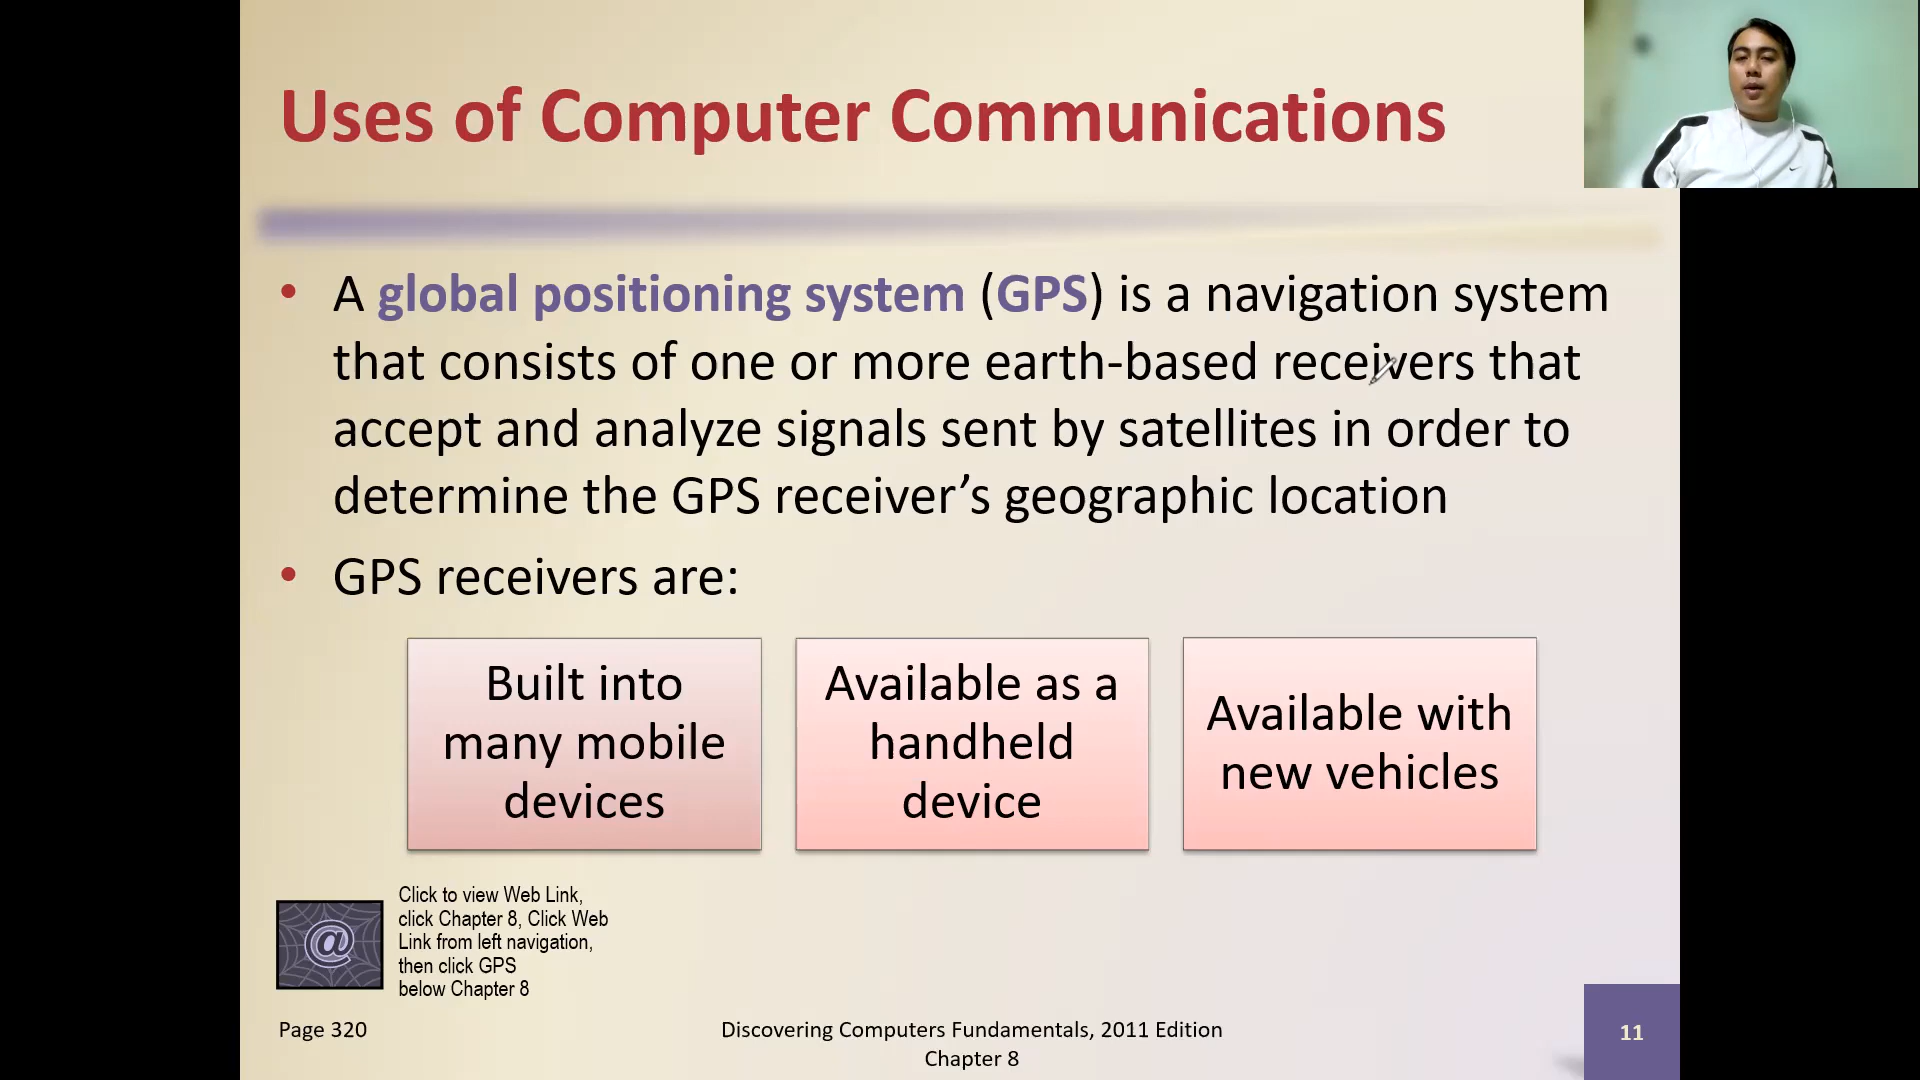 Uses of Computer Communications
• A global positioning system (GPS) is a navigation system
that consists of one or more earth-based receivers that
accept and analyze signals sent by satellites in order to
determine the GPS receiver’s geographic location
• GPS receivers are:
Built into
many mobile
devices
Available as a
handheld
device
Available with
new vehicles
@
Click to view Web Link,
click Chapter 8, Click Web
Link from left navigation,
then click GPS
below Chapter 8
Page 320
Discovering Computers Fundamentals, 2011 Edition
Chapter 8
11